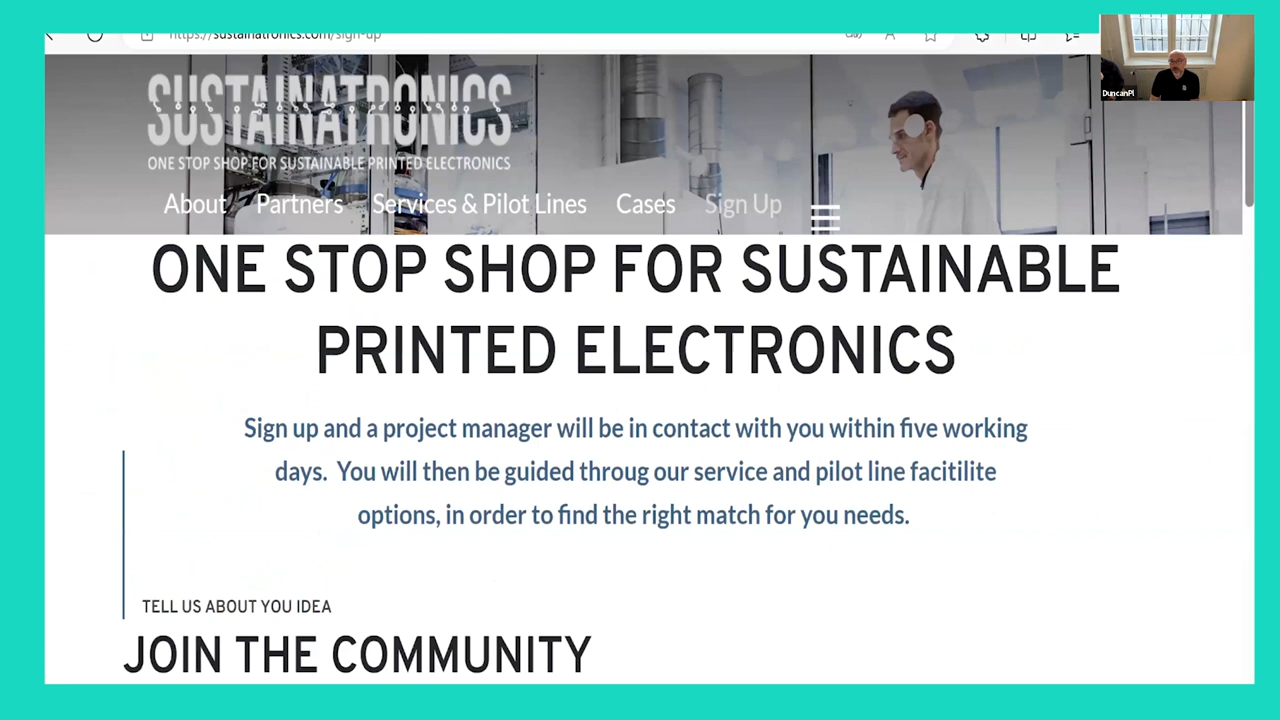 https://sustainatronics.com/sign-up
DuncanPl
SUSTAINATRONICS
ONE STOP SHOP FOR SUSTAINABLE PRINTED ELECTRONICS
About Partners Services & Pilot Lines Cases Sign Up
ONE STOP SHOP FOR SUSTAINABLE
PRINTED ELECTRONICS
Sign up and a project manager will be in contact with you within five working
days. You will then be guided throug our service and pilot line facitilite
options, in order to find the right match for you needs.
TELL US ABOUT YOU IDEA
JOIN THE COMMUNITY